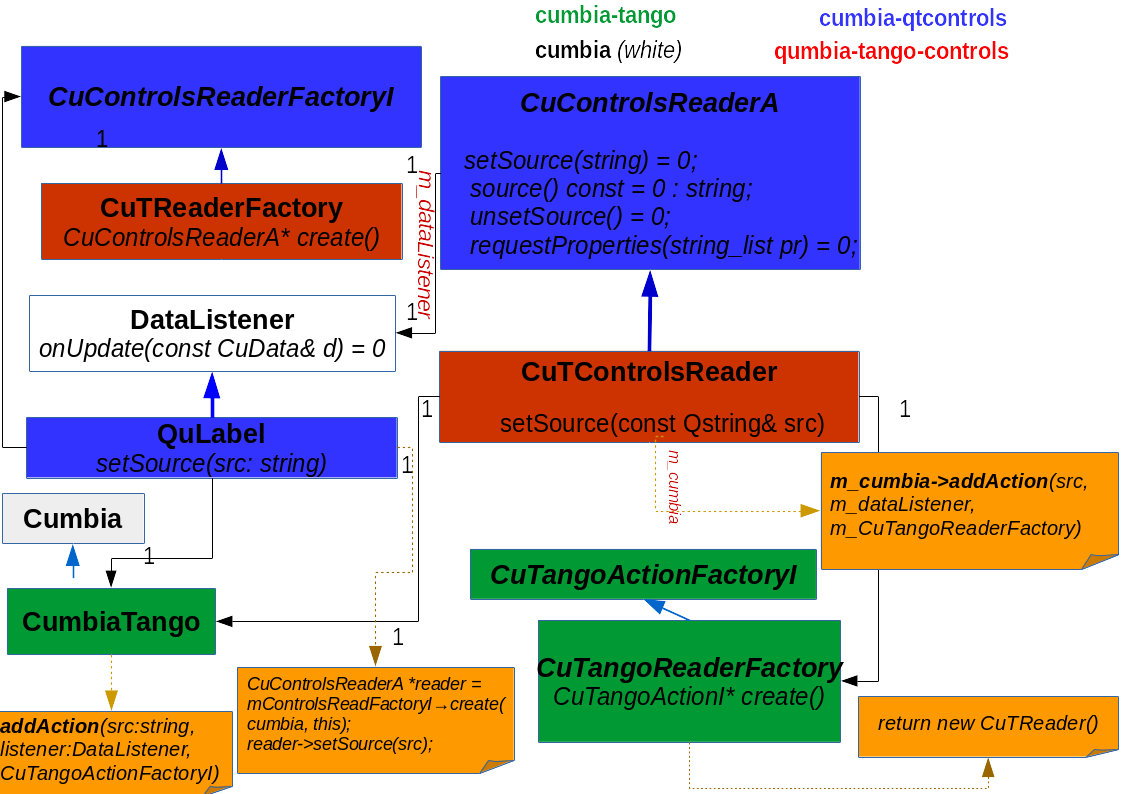 cumbia-tango
cumbia-qtcontrols
cumbia (white)
qumbia-tango-controls
CuControlsReaderFactoryI
1
CuControlsReaderA
setSource(string) = 0;
source() const = 0 : string;
unsetSource() = 0;
requestProperties(string_list pr) = 0;
1
m_dataListener
1
CuTReaderFactory
CuControlsReaderA* create()
DataListener
onUpdate(const CuData& d) = 0
CuTControlsReader
setSource(const Qstring& src)
1
1
QuLabel
setSource(src: string)
1
m_cumbia
m_cumbia->addAction(src,
m_dataListener,
m_CuTangoReaderFactory)
Cumbia
1
CuTangoActionFactoryI
CumbiaTango
1
CuTangoReaderFactory
CuTangoActionI* create()
CuControlsReaderA *reader =
mControlsReadFactoryI→create(
cumbia, this);
reader->setSource(src);
addAction(src:string,
listener:DataListener,
CuTangoActionFactoryI)
return new CuTReader()